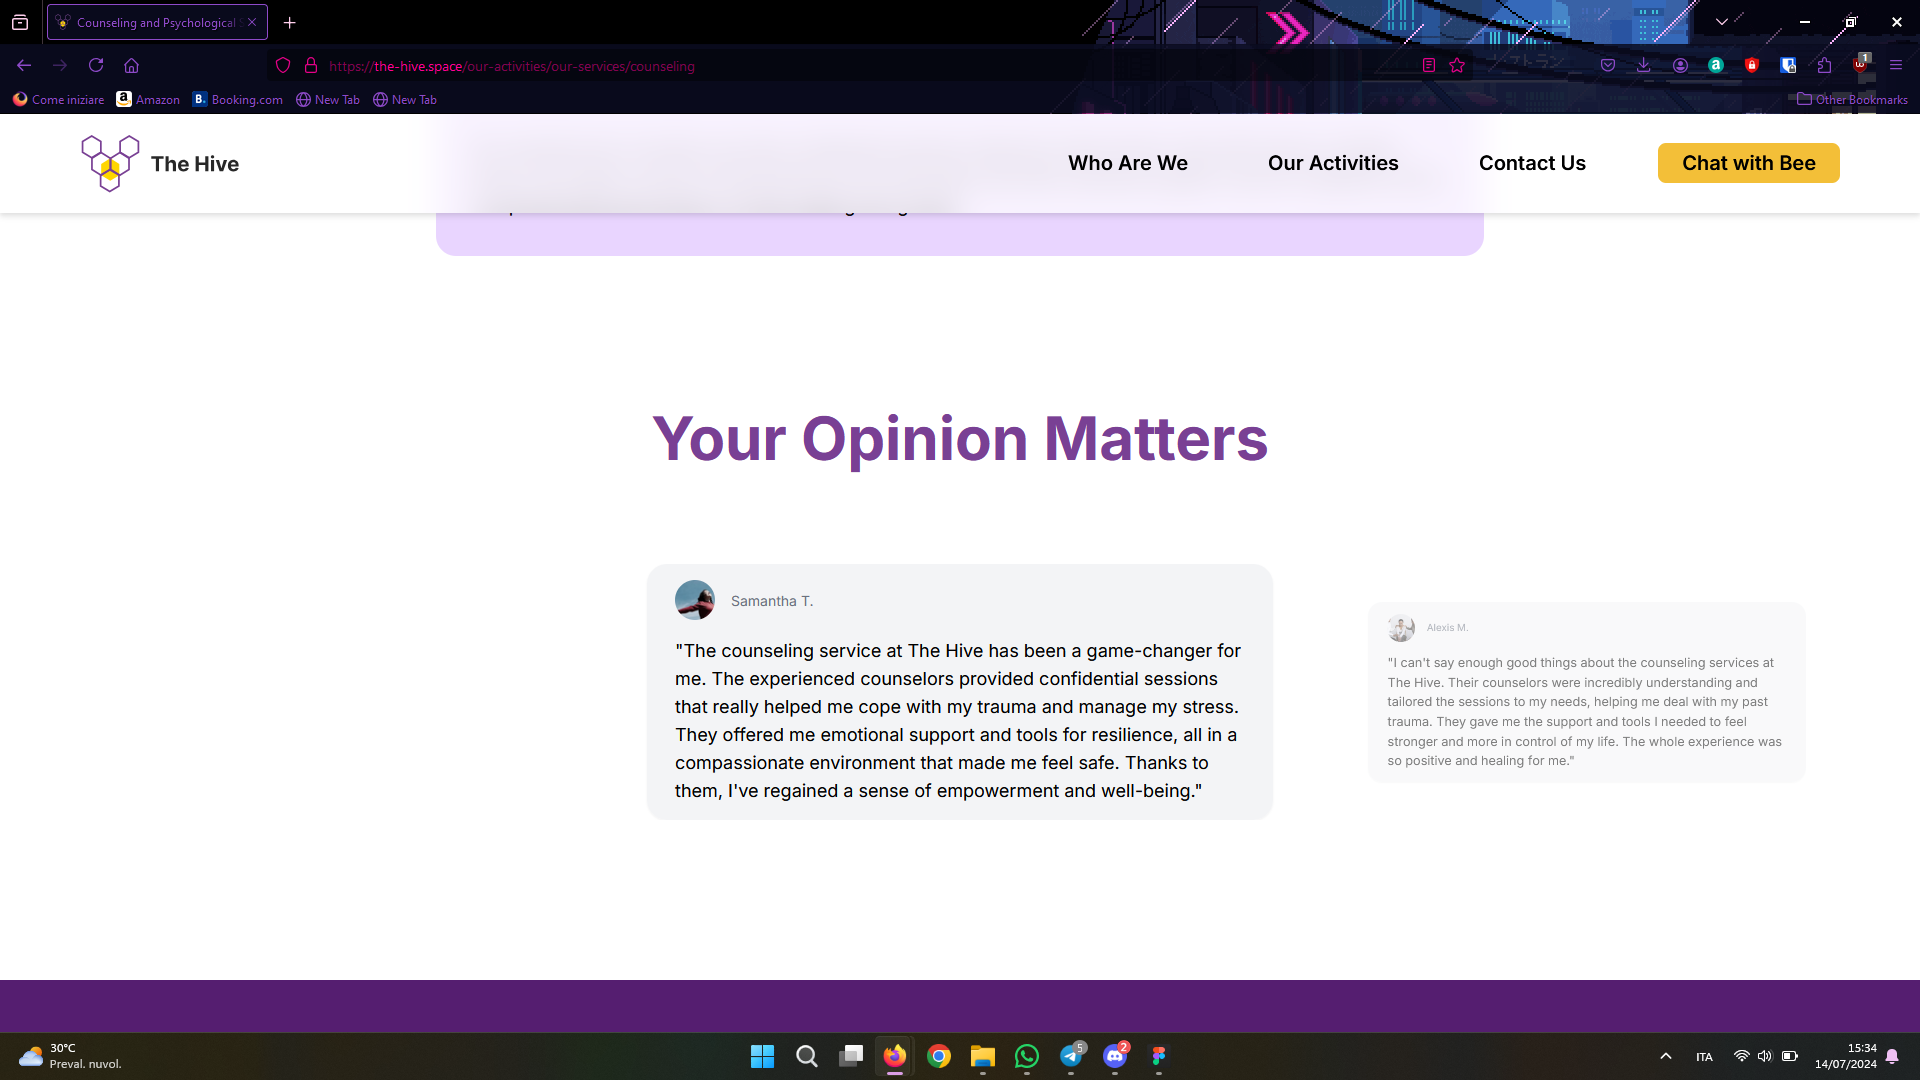 Counseling and Psychological
https://the-hive.space/our-activities/our-services/counseling
1
Come iniziare
Amazon
Booking.com
New Tab
New Tab
Other Bookmarks
The Hive
Who Are We
Our Activities
Contact Us
Chat with Bee
Your Opinion Matters
Samantha T.
"The counseling service at The Hive has been a game-changer for
me. The experienced counselors provided confidential sessions
that really helped me cope with my trauma and manage my stress.
They offered me emotional support and tools for resilience, all in a
compassionate environment that made me feel safe. Thanks to
them, I've regained a sense of empowerment and well-being."
Alexis M.
"I can't say enough good things about the counseling services at
The Hive. Their counselors were incredibly understanding and
tailored the sessions to my needs, helping me deal with my past
trauma. They gave me the support and tools I needed to feel
stronger and more in control of my life. The whole experience was
so positive and healing for me."
30°C
Preval. nuvol.
5
2
ITA
15:34
14/07/2024